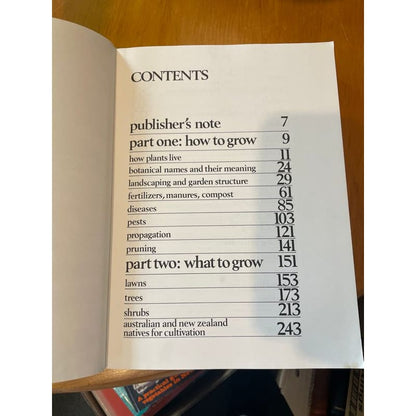 CONTENTS
publisher's note 7
part one: how to grow 9
how plants live 11
botanical names and their meaning 24
landscaping and garden structure 29
fertilizers, manures, compost 61
diseases 85
pests 103
propagation 121
pruning 141
part two: what to grow 151
lawns 153
trees 173
shrubs 213
australian and new zealand
natives for cultivation 243
A practical
vegetables in